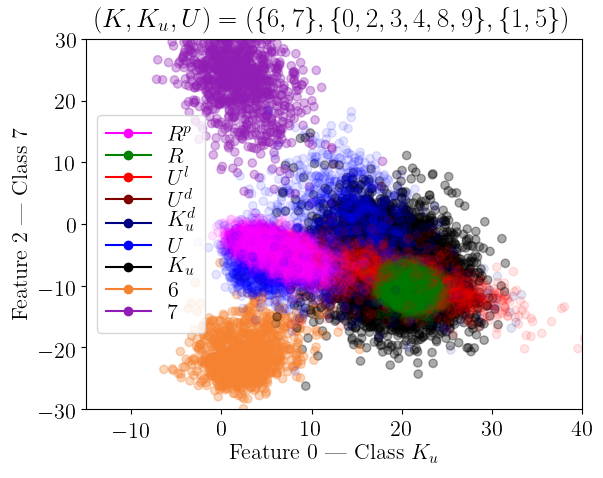 (K, K_u, U) = ({6, 7}, {0, 2, 3, 4, 8, 9}, {1, 5})
30
20
10
0
−10
−20
−30
Feature 2 — Class 7
R^p
R
U^l
U^d
K_u^d
U
K_u
6
7
−10
0
10
20
30
40
Feature 0 — Class K_u